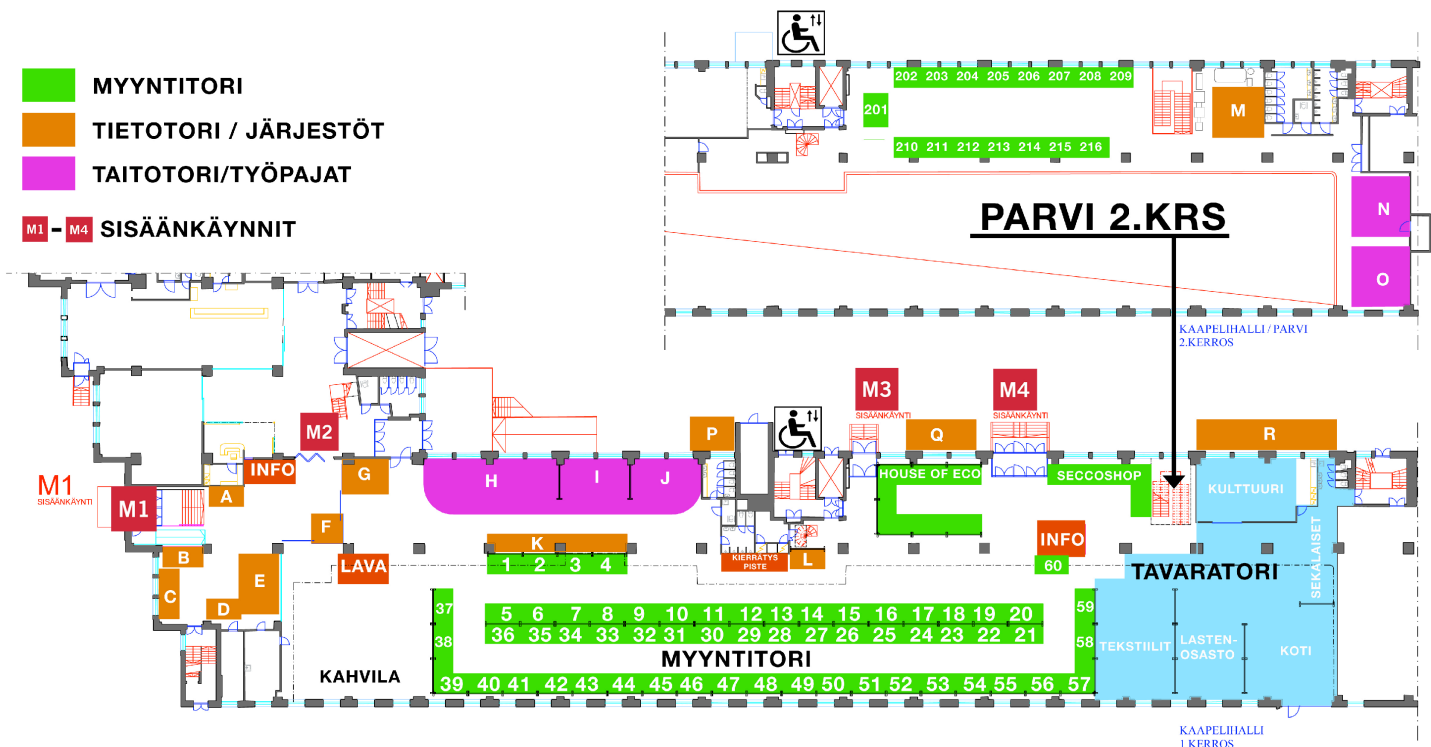 MYYNTITORI
TIETOTORI / JÄRJESTÖT
TAITOTORI/TYÖPAJAT
M1 - M4 SISÄÄNKÄYNNIT
202 203 204 205 206 207 208 209
201
M
210 211 212 213 214 215 216
N
O
PARVI 2.KRS
KAAPELIHALLI / PARVI
2.KERROS
M3
SISÄÄNKÄYNTI
M4
SISÄÄNKÄYNTI
M2
P
Q
R
INFO
G
H
I
J
HOUSE OF ECO
SECCOSHOP
KULTTUURI
M1
SISÄÄNKÄYNTI
M1
A
F
K
INFO
SEKALAISET
B
LAVA
1 2 3 4
KIERRÄTYS
PISTE
L
60
TAVARATORI
C
D
E
37
5 6 7 8 9 10 11 12 13 14 15 16 17 18 19 20
59
38
36 35 34 33 32 31 30 29 28 27 26 25 24 23 22 21
58
TEKSTIILIT
LASTEN-
OSASTO
KOTI
KAHVILA
MYYNTITORI
39 40 41 42 43 44 45 46 47 48 49 50 51 52 53 54 55 56 57
KAAPELIHALLI
1.KERROS